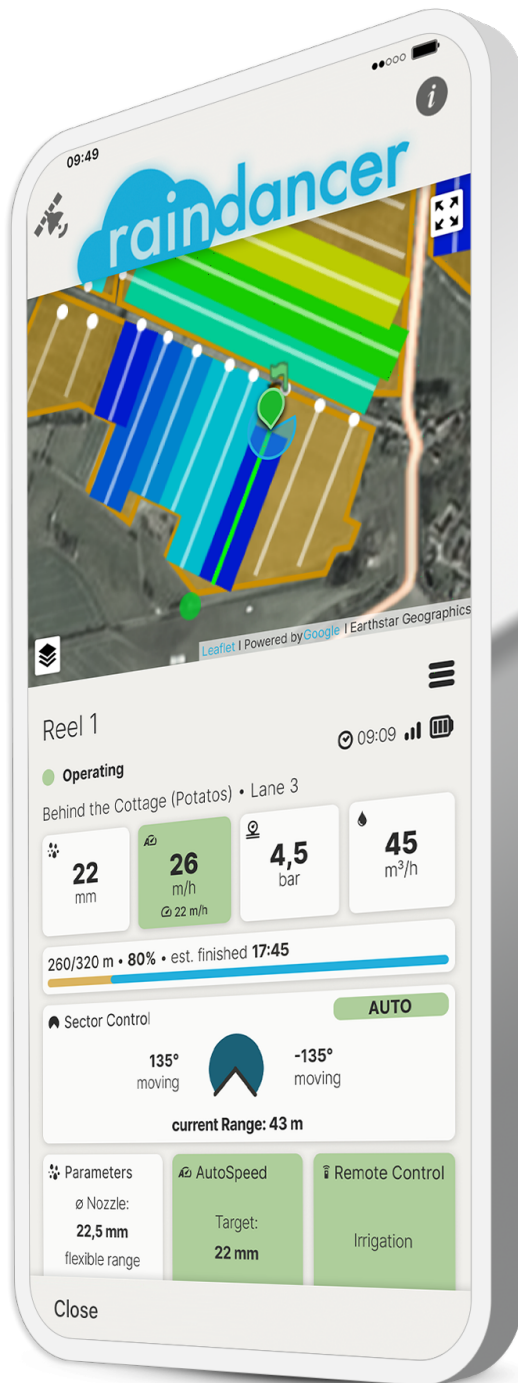 09:49
raindancer
Leaflet | Powered by Google | Earthstar Geographics
Reel 1
09:09
Operating
Behind the Cottage (Potatos) • Lane 3
22
mm
26
m/h
22 m/h
4,5
bar
45
m³/h
260/320 m • 80% • est. finished 17:45
Sector Control
AUTO
135°
moving
-135°
moving
current Range: 43 m
Parameters
ø Nozzle:
22,5 mm
flexible range
AutoSpeed
Target:
22 mm
Remote Control
Irrigation
Close